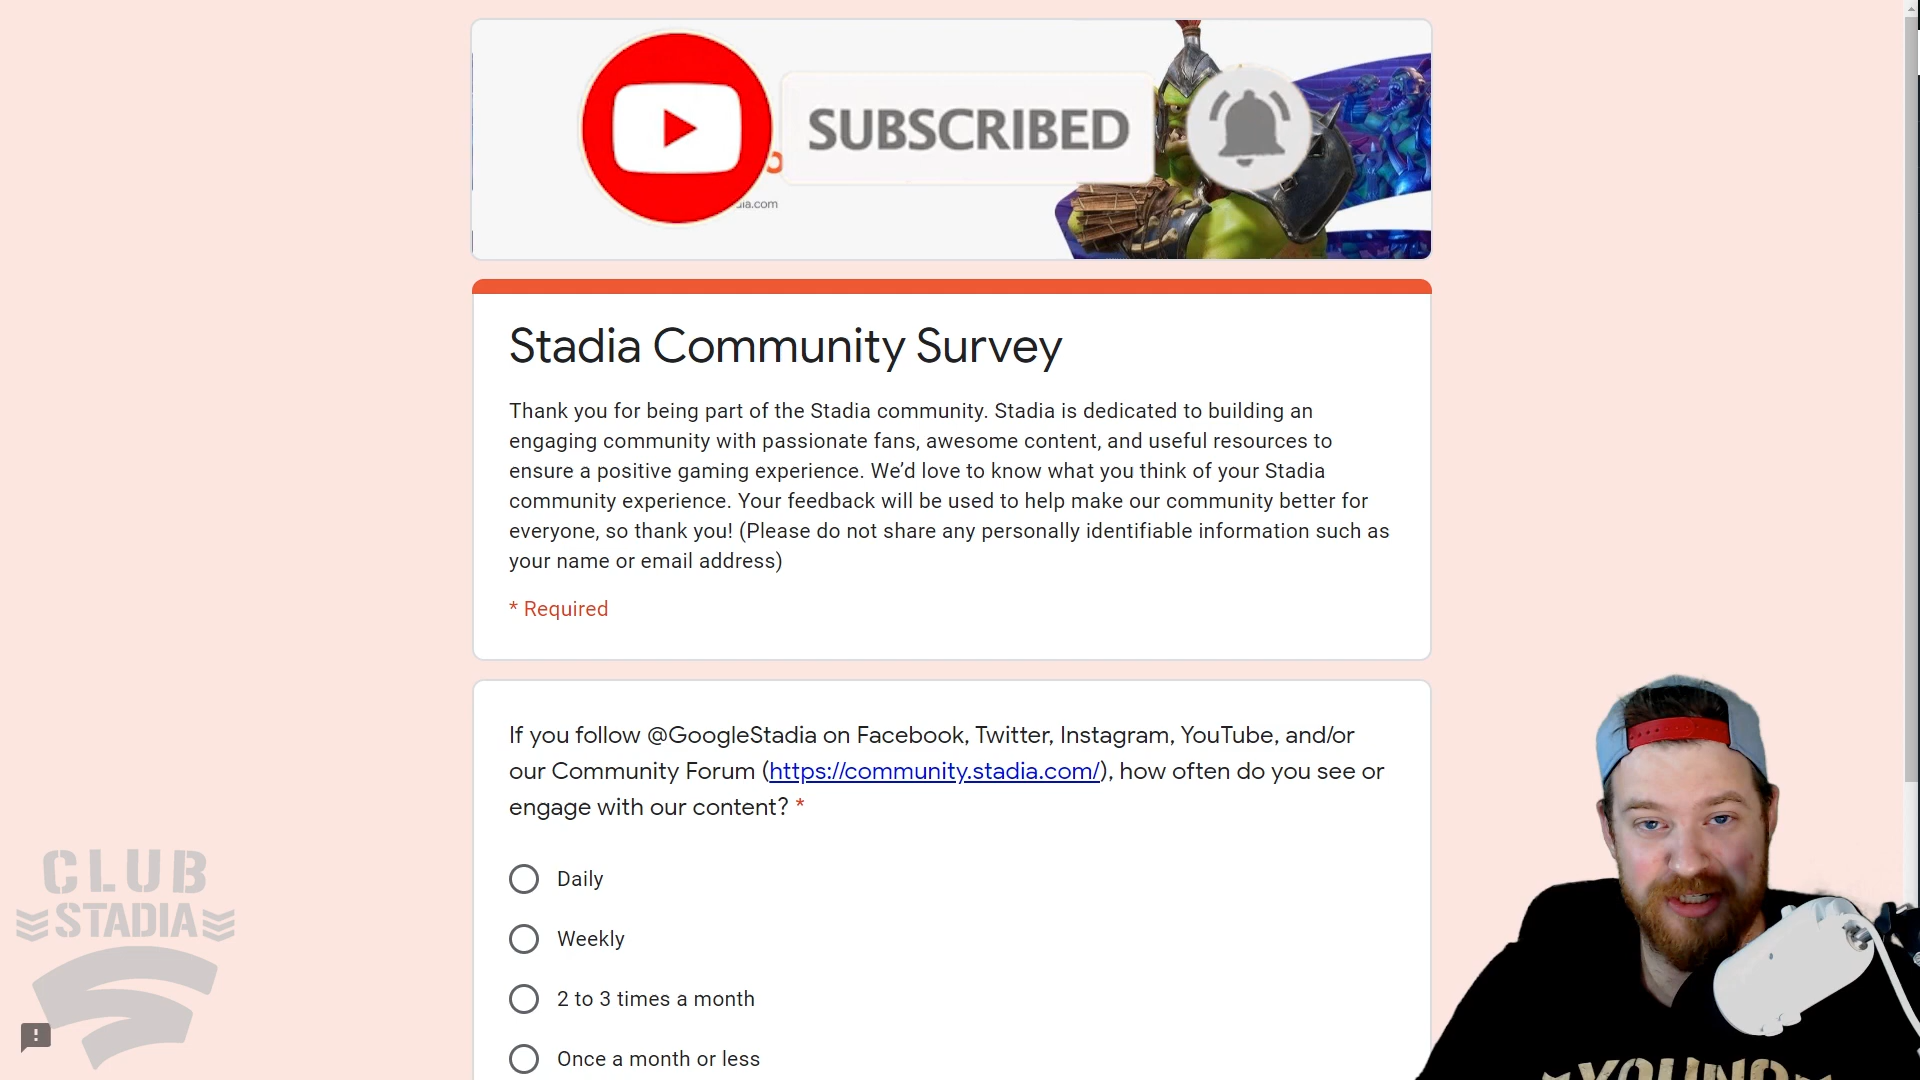 SUBSCRIBED
dia.com
Stadia Community Survey
Thank you for being part of the Stadia community. Stadia is dedicated to building an
engaging community with passionate fans, awesome content, and useful resources to
ensure a positive gaming experience. We’d love to know what you think of your Stadia
community experience. Your feedback will be used to help make our community better for
everyone, so thank you! (Please do not share any personally identifiable information such as
your name or email address)
* Required
If you follow @GoogleStadia on Facebook, Twitter, Instagram, YouTube, and/or
our Community Forum (https://community.stadia.com/), how often do you see or
engage with our content? *
Daily
Weekly
2 to 3 times a month
Once a month or less
CLUB
STADIA
YOUNG